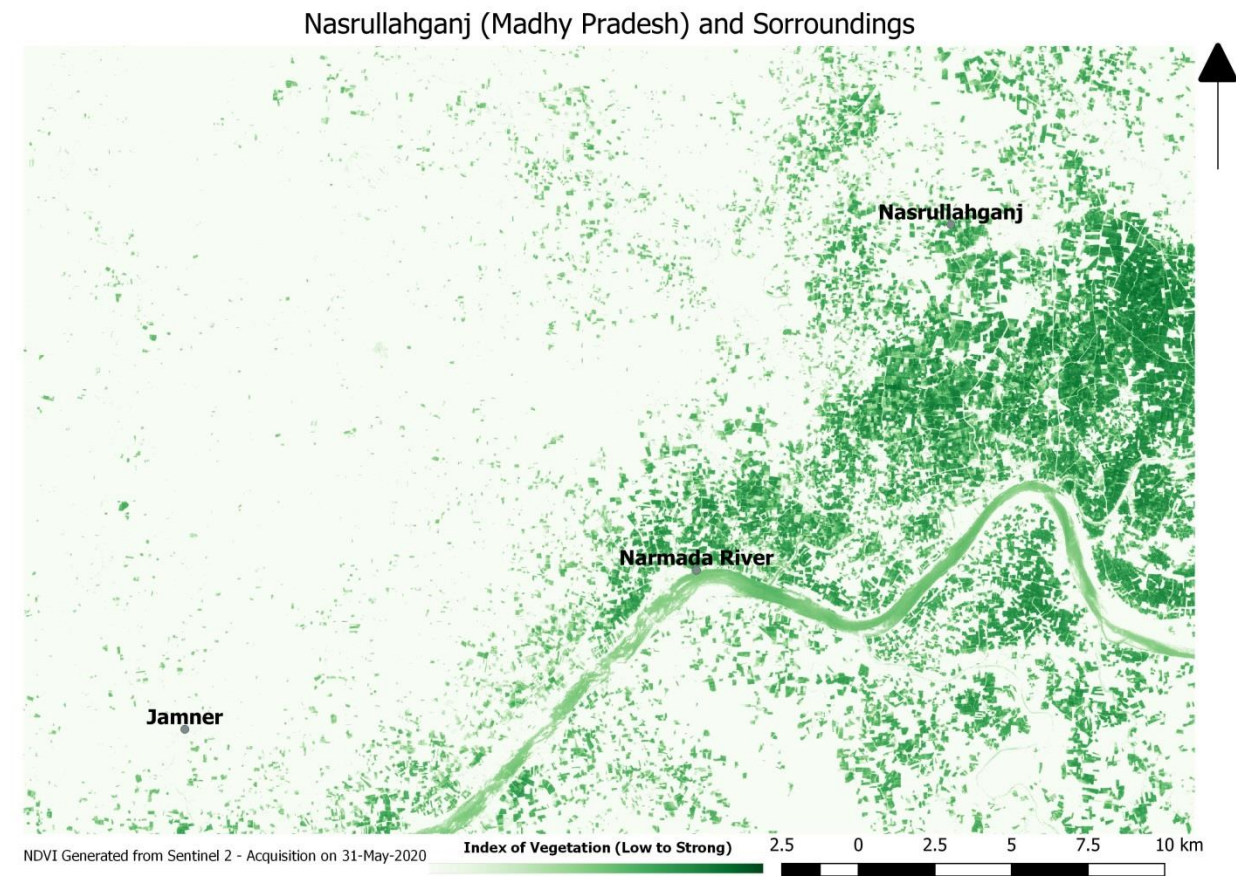 Nasrullahganj (Madhy Pradesh) and Sorroundings
Nasrullahganj
Narmada River
Jamner
NDVI Generated from Sentinel 2 - Acquisition on 31-May-2020
Index of Vegetation (Low to Strong)
2.5 0 2.5 5 7.5 10 km